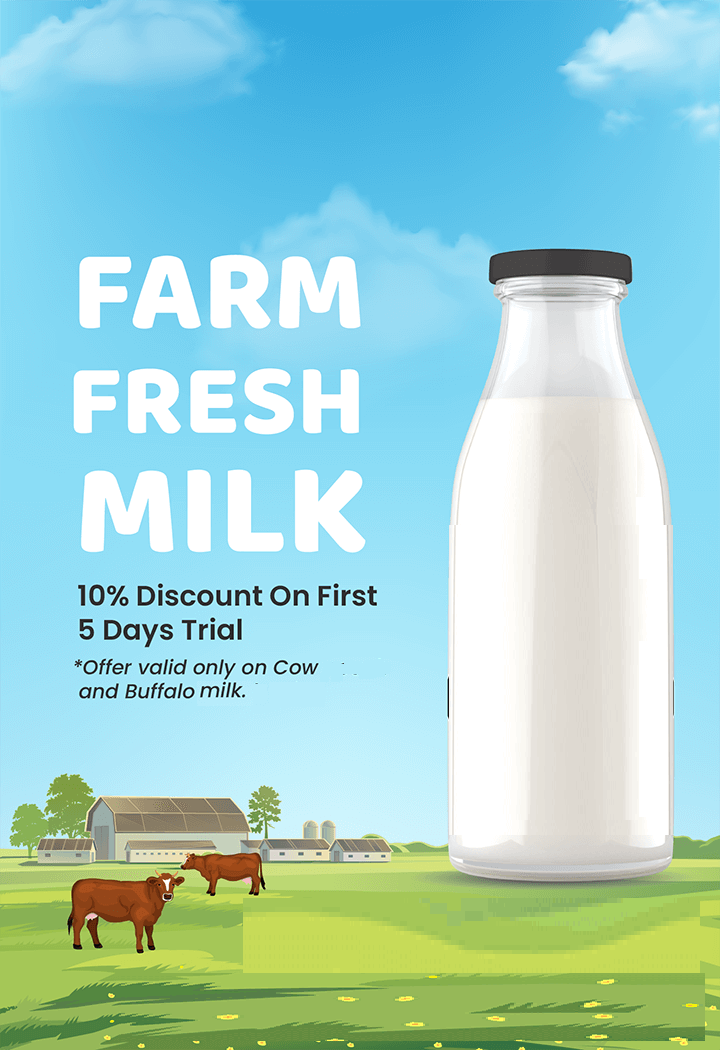 FARM
FRESH
MILK
10% Discount On First
5 Days Trial
*Offer valid only on Cow
and Buffalo milk.